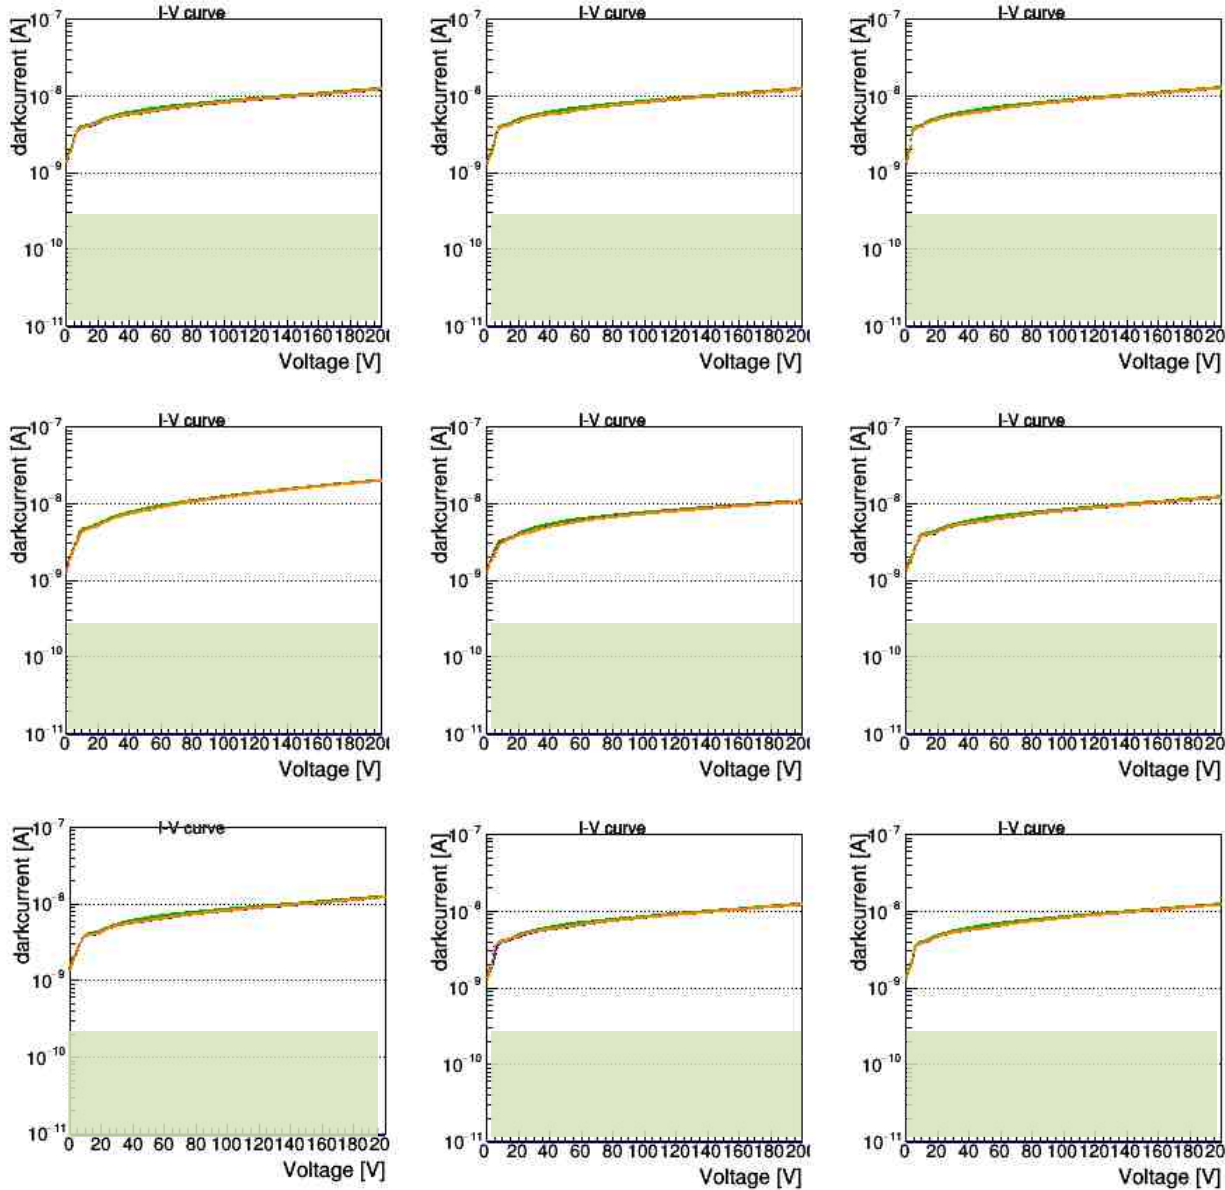 I-V curve I-V curve I-V curve
darkcurrent [A] darkcurrent [A] darkcurrent [A]
10⁻⁷ 10⁻⁷ 10⁻⁷
10⁻⁸ 10⁻⁸ 10⁻⁸
10⁻⁹ 10⁻⁹ 10⁻⁹
10⁻¹⁰ 10⁻¹⁰ 10⁻¹⁰
10⁻¹¹ 10⁻¹¹ 10⁻¹¹
0 20 40 60 80 100 120 140 160 180 200 0 20 40 60 80 100 120 140 160 180 200 0 20 40 60 80 100 120 140 160 180 200
Voltage [V] Voltage [V] Voltage [V]
I-V curve I-V curve I-V curve
darkcurrent [A] darkcurrent [A] darkcurrent [A]
10⁻⁷ 10⁻⁷ 10⁻⁷
10⁻⁸ 10⁻⁸ 10⁻⁸
10⁻⁹ 10⁻⁹ 10⁻⁹
10⁻¹⁰ 10⁻¹⁰ 10⁻¹⁰
10⁻¹¹ 10⁻¹¹ 10⁻¹¹
0 20 40 60 80 100 120 140 160 180 200 0 20 40 60 80 100 120 140 160 180 200 0 20 40 60 80 100 120 140 160 180 200
Voltage [V] Voltage [V] Voltage [V]
I-V curve I-V curve I-V curve
darkcurrent [A] darkcurrent [A] darkcurrent [A]
10⁻⁷ 10⁻⁷ 10⁻⁷
10⁻⁸ 10⁻⁸ 10⁻⁸
10⁻⁹ 10⁻⁹ 10⁻⁹
10⁻¹⁰ 10⁻¹⁰ 10⁻¹⁰
10⁻¹¹ 10⁻¹¹ 10⁻¹¹
0 20 40 60 80 100 120 140 160 180 200 0 20 40 60 80 100 120 140 160 180 200 0 20 40 60 80 100 120 140 160 180 200
Voltage [V] Voltage [V] Voltage [V]